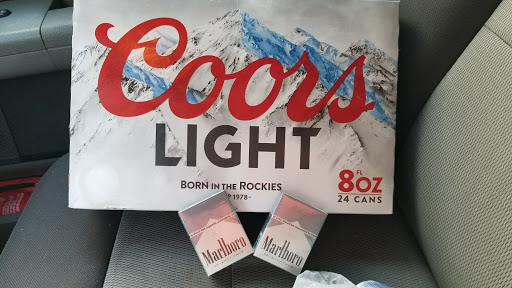 Coors
LIGHT
BORN IN THE ROCKIES
1978
8 FL OZ
24 CANS
Marlboro
Marlboro